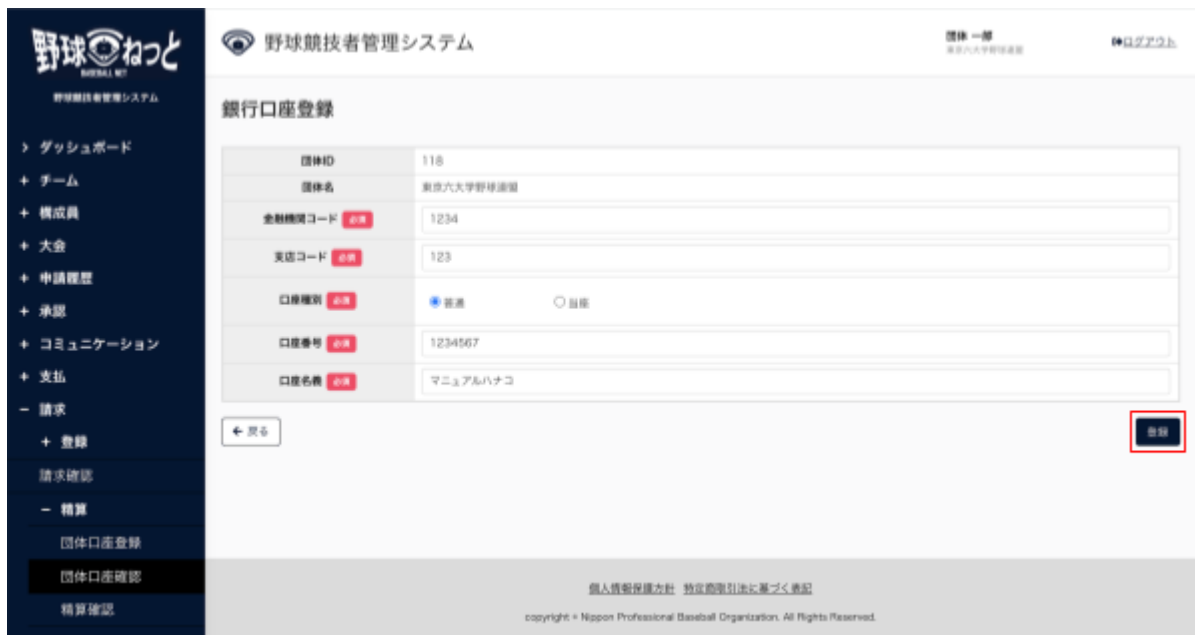 野球ねっと
BASEBALL NET
野球競技者管理システム
ダッシュボード
+ チーム
+ 構成員
+ 大会
+ 申請履歴
+ 承認
+ コミュニケーション
+ 支払
− 請求
+ 登録
請求確認
− 精算
団体口座登録
団体口座確認
精算確認
野球競技者管理システム
団体 一郎
東京六大学野球連盟
ログアウト
銀行口座登録
団体ID 118
団体名 東京六大学野球連盟
金融機関コード 必須 1234
支店コード 必須 123
口座種別 必須 普通 当座
口座番号 必須 1234567
口座名義 必須 マニュアルハナコ
← 戻る
登録
個人情報保護方針 特定商取引法に基づく表記
copyright © Nippon Professional Baseball Organization. All Rights Reserved.